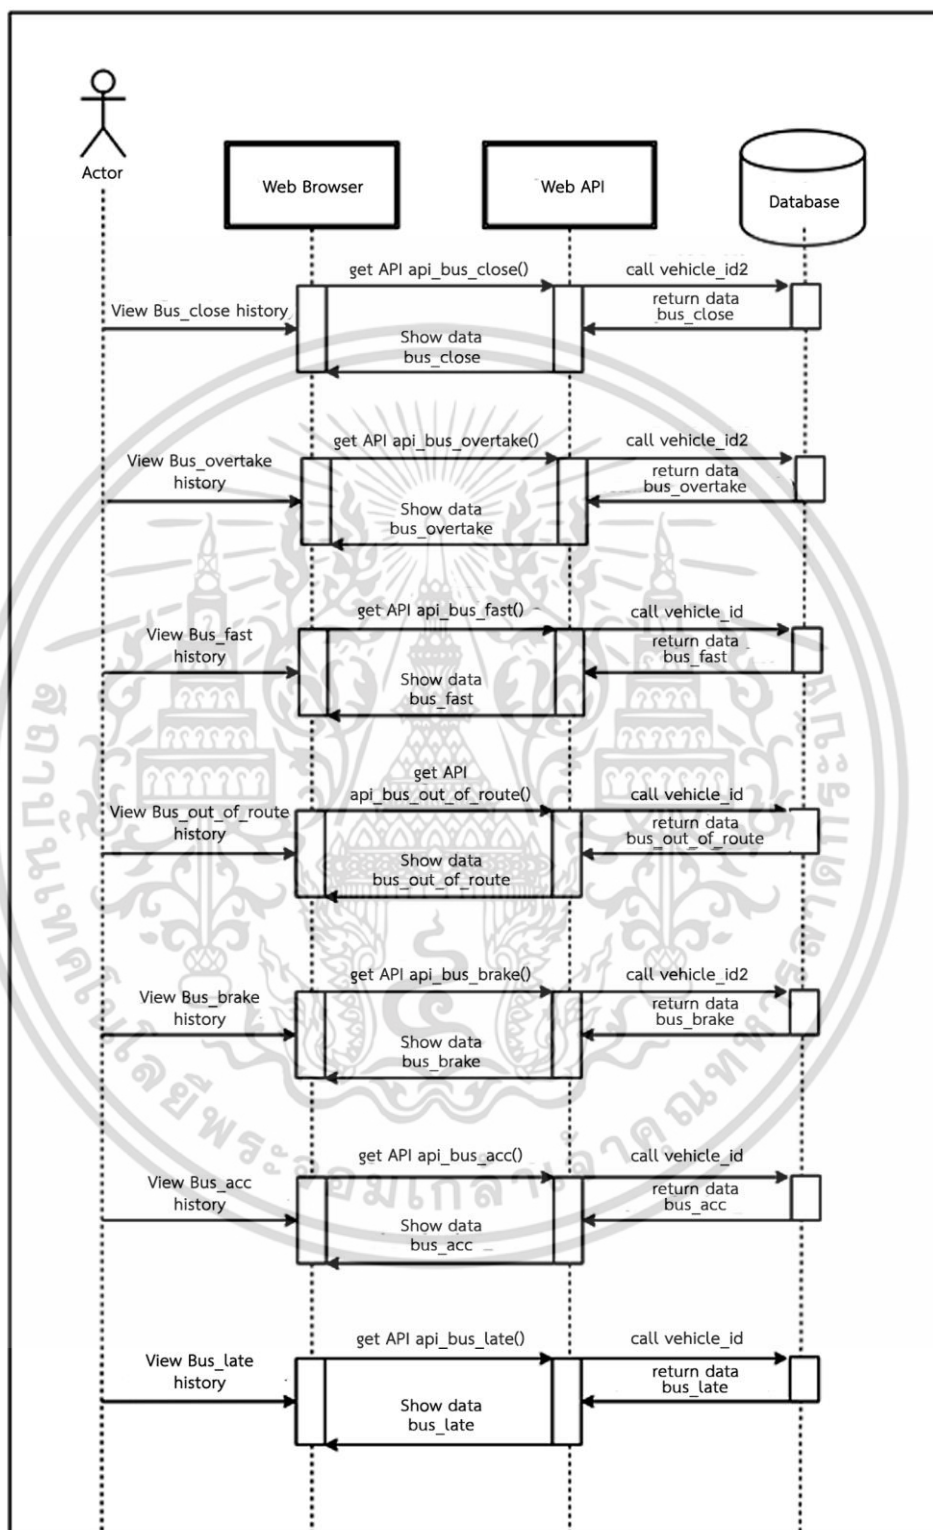 Actor
Web Browser
Web API
Database
get API api_bus_close()
call vehicle_id2
View Bus_close history
return data
bus_close
Show data
bus_close
get API api_bus_overtake()
call vehicle_id2
View Bus_overtake
history
return data
bus_overtake
Show data
bus_overtake
get API api_bus_fast()
call vehicle_id
View Bus_fast
history
return data
bus_fast
Show data
bus_fast
get API
api_bus_out_of_route()
call vehicle_id
View Bus_out_of_route
history
return data
bus_out_of_route
Show data
bus_out_of_route
get API api_bus_brake()
call vehicle_id2
View Bus_brake
history
return data
bus_brake
Show data
bus_brake
get API api_bus_acc()
call vehicle_id
View Bus_acc
history
return data
bus_acc
Show data
bus_acc
get API api_bus_late()
call vehicle_id
View Bus_late
history
return data
bus_late
Show data
bus_late